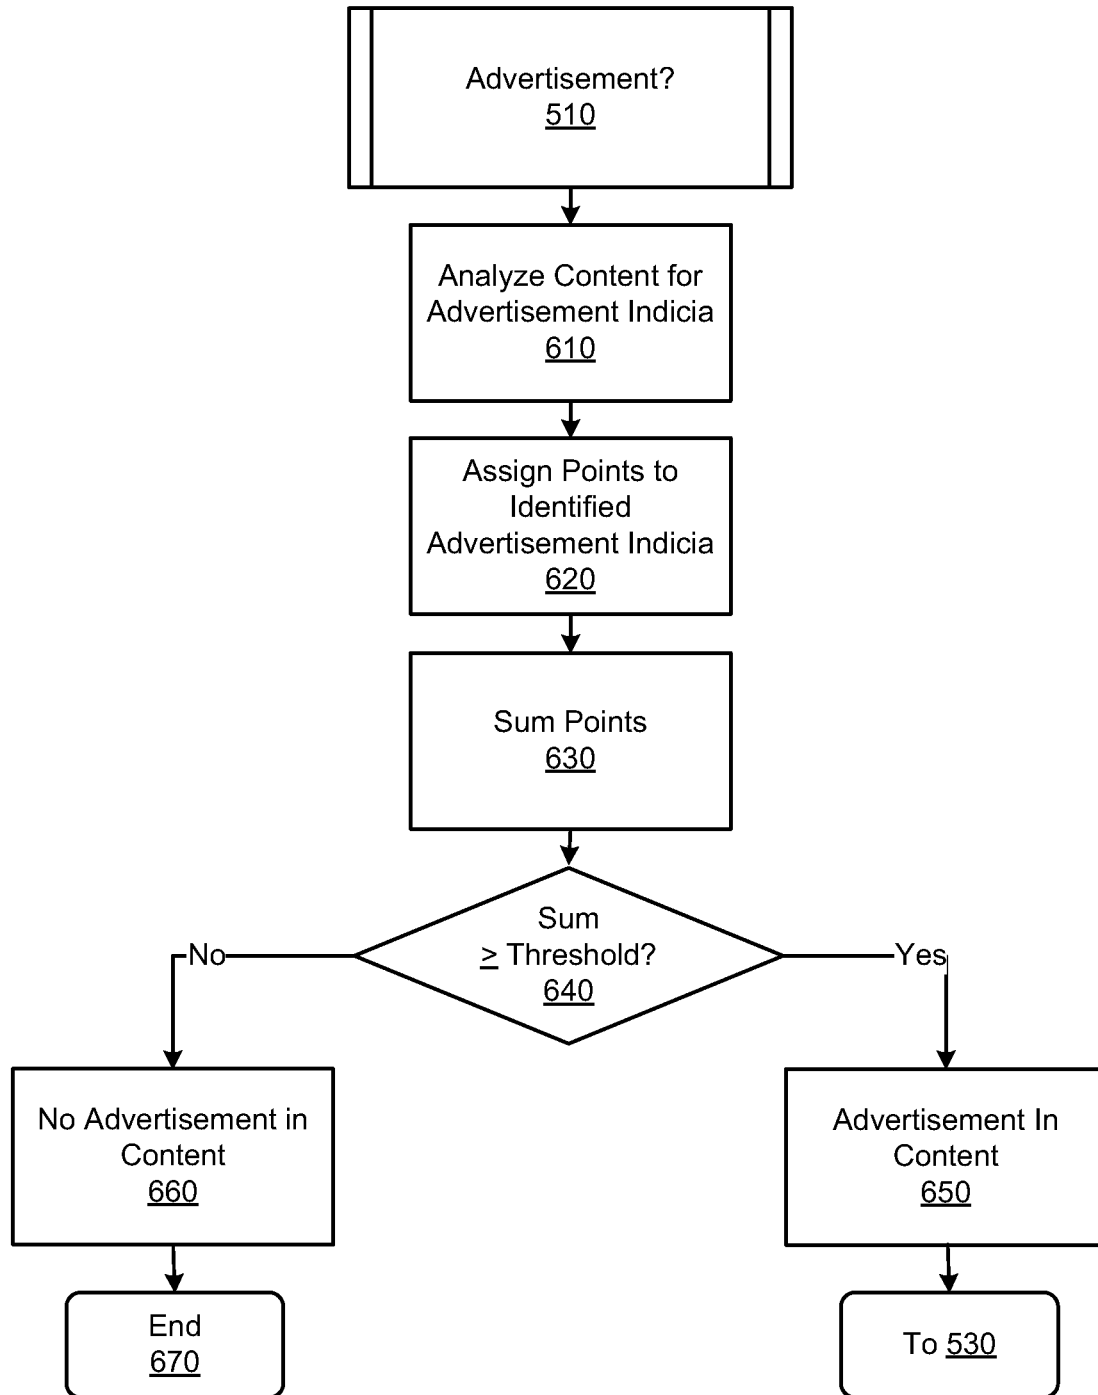 Advertisement?
510
Analyze Content for
Advertisement Indicia
610
Assign Points to
Identified
Advertisement Indicia
620
Sum Points
630
Sum
≥ Threshold?
640
No
Yes
No Advertisement in
Content
660
Advertisement In
Content
650
End
670
To 530